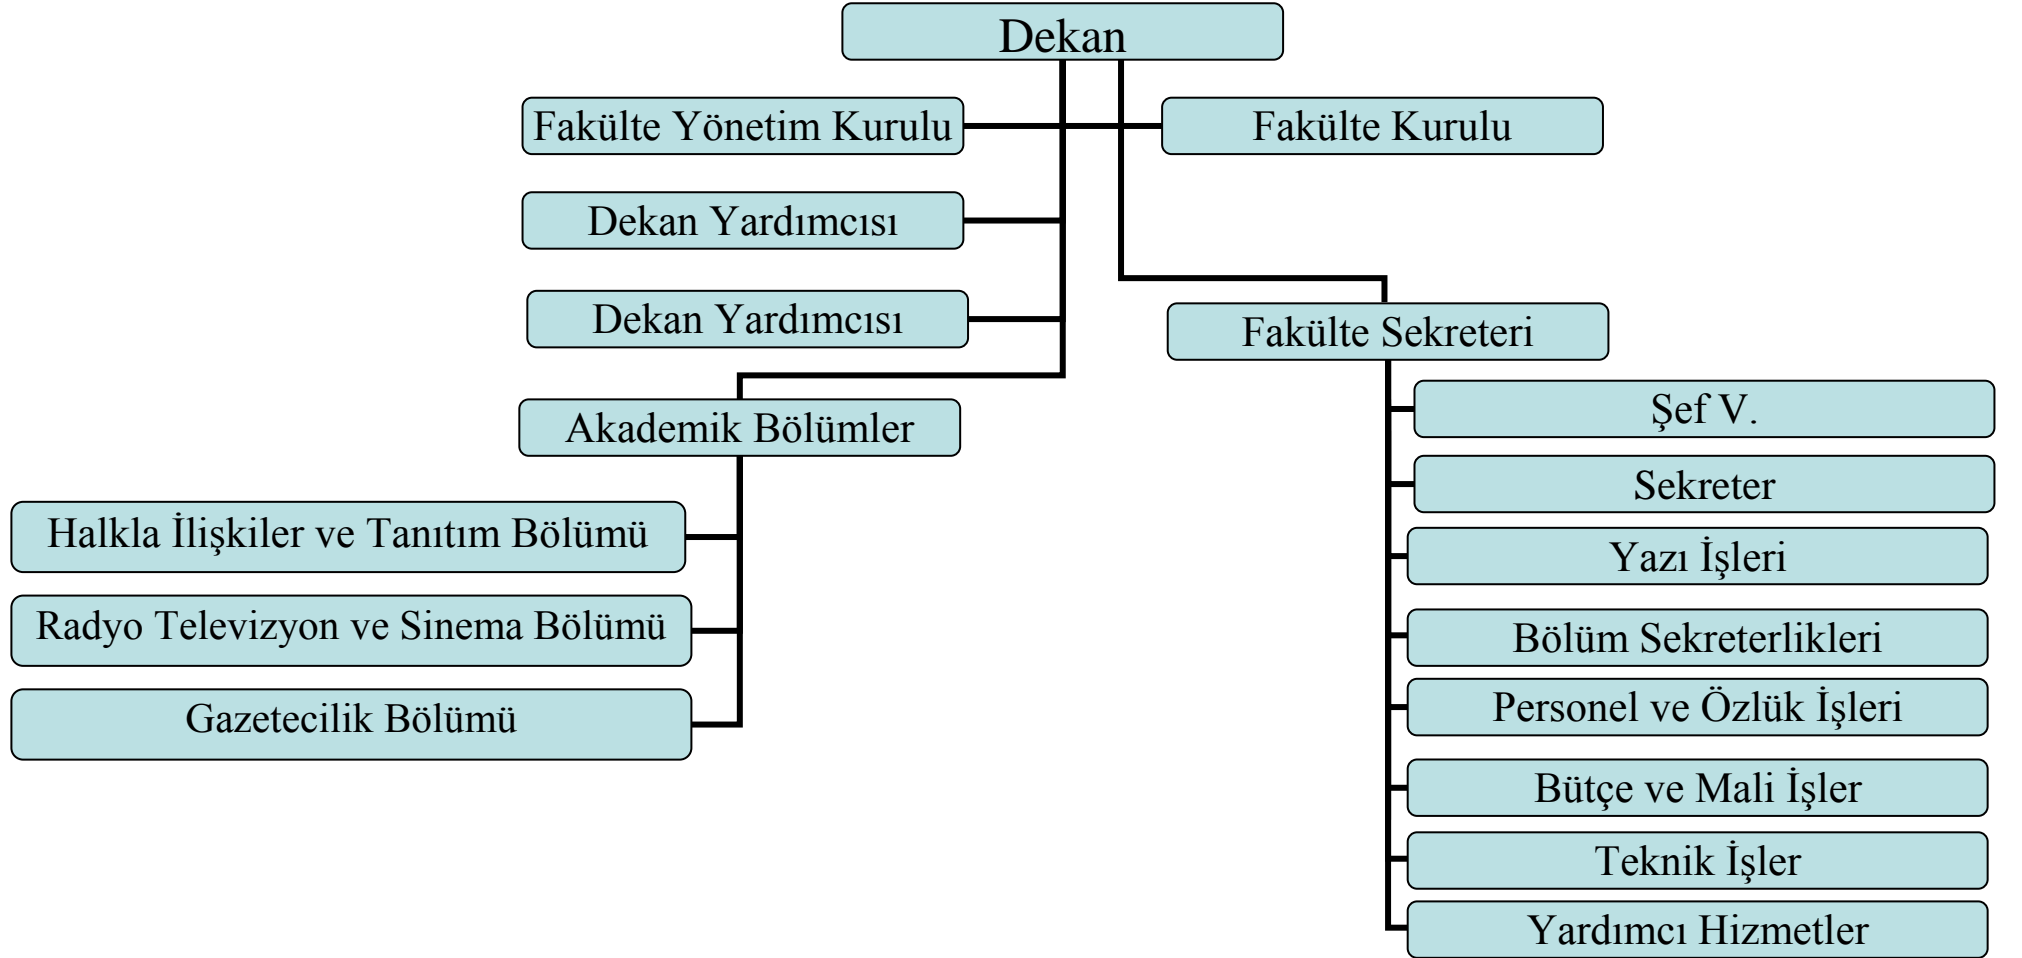 Dekan
Fakülte Yönetim Kurulu
Fakülte Kurulu
Dekan Yardımcısı
Dekan Yardımcısı
Fakülte Sekreteri
Akademik Bölümler
Halkla İlişkiler ve Tanıtım Bölümü
Radyo Televizyon ve Sinema Bölümü
Gazetecilik Bölümü
Şef V.
Sekreter
Yazı İşleri
Bölüm Sekreterlikleri
Personel ve Özlük İşleri
Bütçe ve Mali İşler
Teknik İşler
Yardımcı Hizmetler